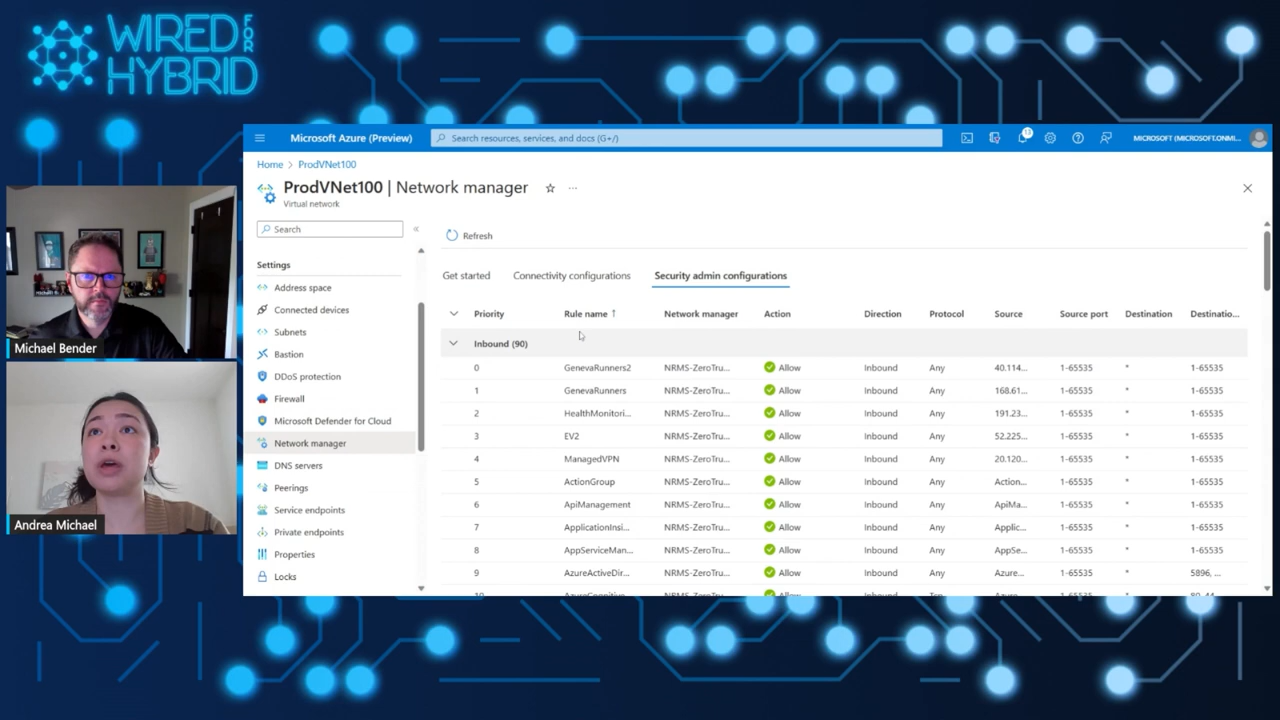 WIRED FOR
HYBRID
Microsoft Azure (Preview)
Search resources, services, and docs (G+/)
MICROSOFT (MICROSOFT.ONMI...
Home > ProdVNet100
ProdVNet100 | Network manager
Virtual network
Search
Settings
Address space
Connected devices
Subnets
Bastion
DDoS protection
Firewall
Microsoft Defender for Cloud
Network manager
DNS servers
Peerings
Service endpoints
Private endpoints
Properties
Locks
Refresh
Get started Connectivity configurations Security admin configurations
Priority Rule name ↑ Network manager Action Direction Protocol Source Source port Destination Destinatio...
Inbound (90)
0 GenevaRunners2 NRMS-ZeroTru... Allow Inbound Any 40.114... 1-65535 * 1-65535
1 GenevaRunners NRMS-ZeroTru... Allow Inbound Any 168.61... 1-65535 * 1-65535
2 HealthMonitori... NRMS-ZeroTru... Allow Inbound Any 191.23... 1-65535 * 1-65535
3 EV2 NRMS-ZeroTru... Allow Inbound Any 52.225... 1-65535 * 1-65535
4 ManagedVPN NRMS-ZeroTru... Allow Inbound Any 20.120... 1-65535 * 1-65535
5 ActionGroup NRMS-ZeroTru... Allow Inbound Any Action... 1-65535 * 1-65535
6 ApiManagement NRMS-ZeroTru... Allow Inbound Any ApiMa... 1-65535 * 1-65535
7 ApplicationInsi... NRMS-ZeroTru... Allow Inbound Any Applic... 1-65535 * 1-65535
8 AppServiceMan... NRMS-ZeroTru... Allow Inbound Any AppSe... 1-65535 * 1-65535
9 AzureActiveDir... NRMS-ZeroTru... Allow Inbound Any Azure... 1-65535 * 5896, ...
Michael Bender
Andrea Michael